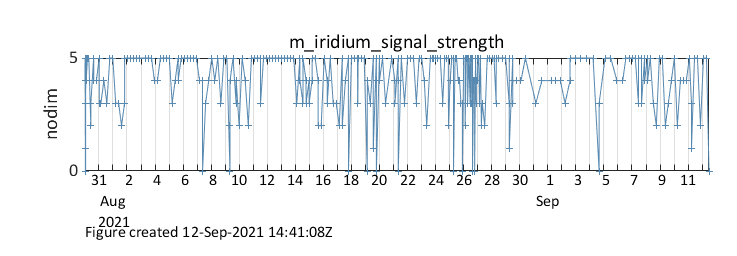 m_iridium_signal_strength
5
nodim
0
31 2 4 6 8 10 12 14 16 18 20 22 24 26 28 30 1 3 5 7 9 11
Aug Sep
2021
Figure created 12-Sep-2021 14:41:08Z